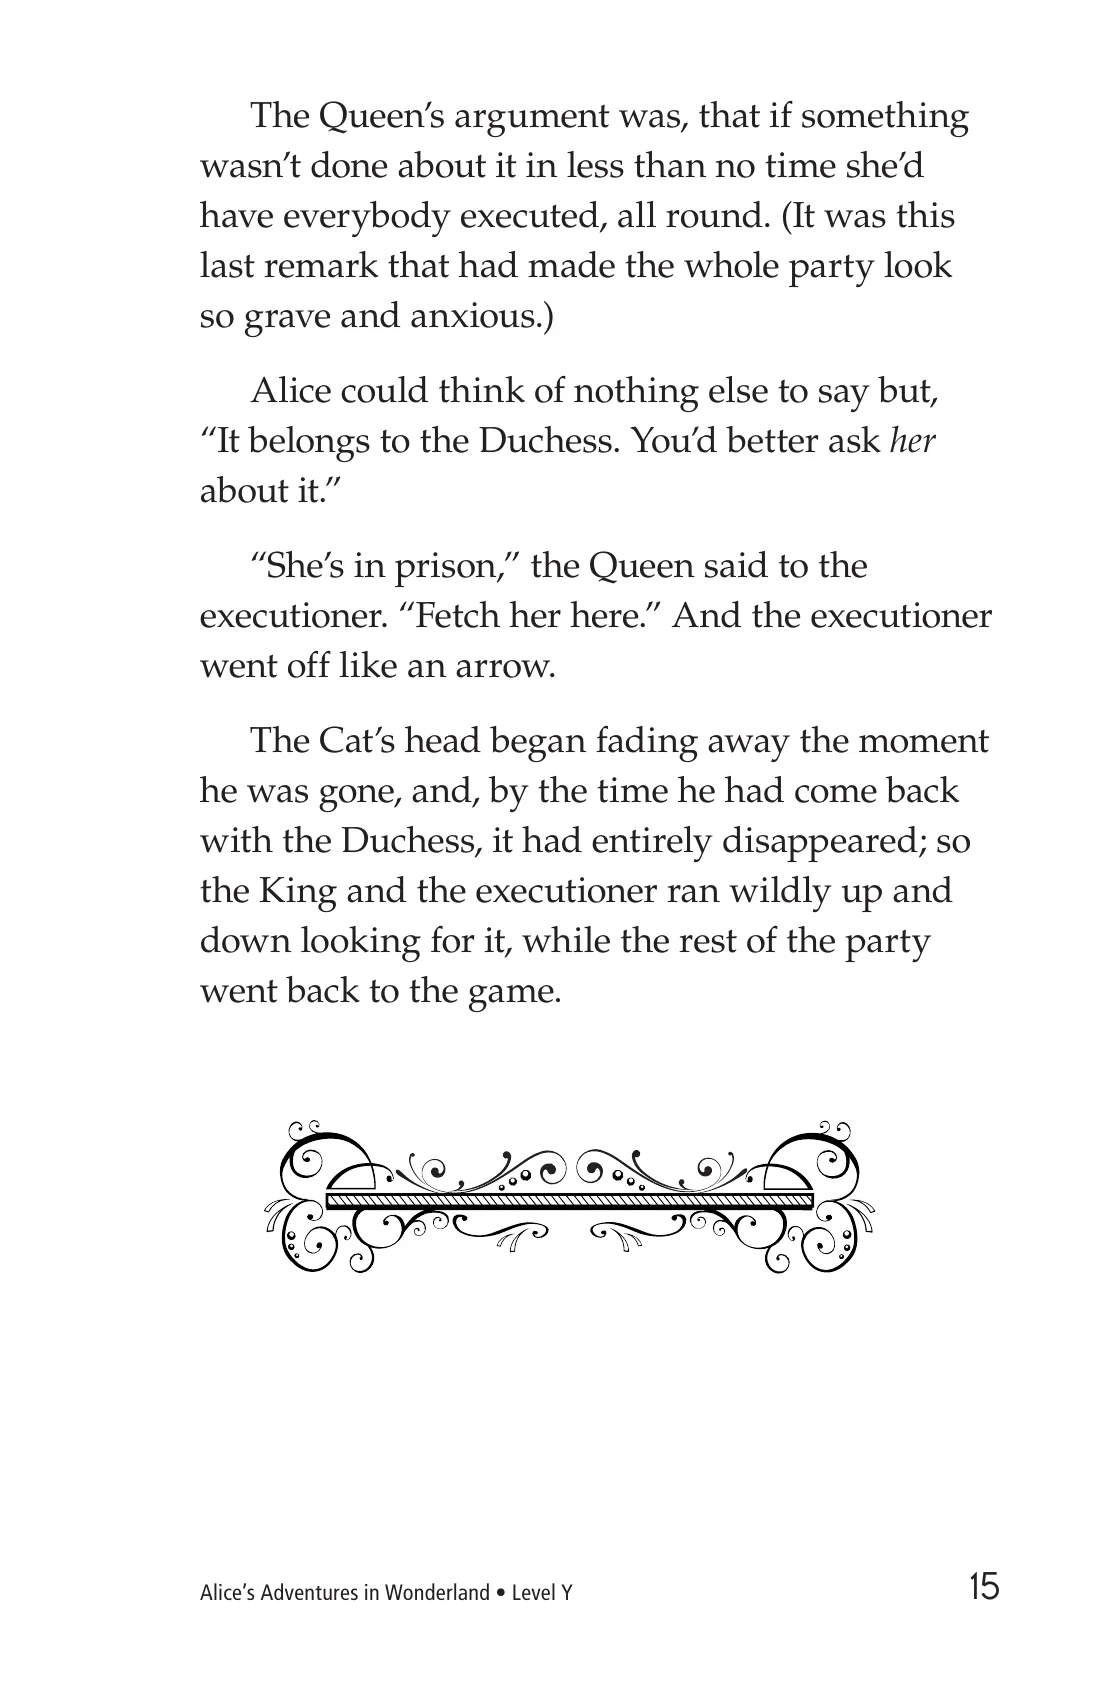 The Queen’s argument was, that if something
wasn’t done about it in less than no time she’d
have everybody executed, all round. (It was this
last remark that had made the whole party look
so grave and anxious.)
Alice could think of nothing else to say but,
“It belongs to the Duchess. You’d better ask her
about it.”
“She’s in prison,” the Queen said to the
executioner. “Fetch her here.” And the executioner
went off like an arrow.
The Cat’s head began fading away the moment
he was gone, and, by the time he had come back
with the Duchess, it had entirely disappeared; so
the King and the executioner ran wildly up and
down looking for it, while the rest of the party
went back to the game.
Alice’s Adventures in Wonderland • Level Y
15